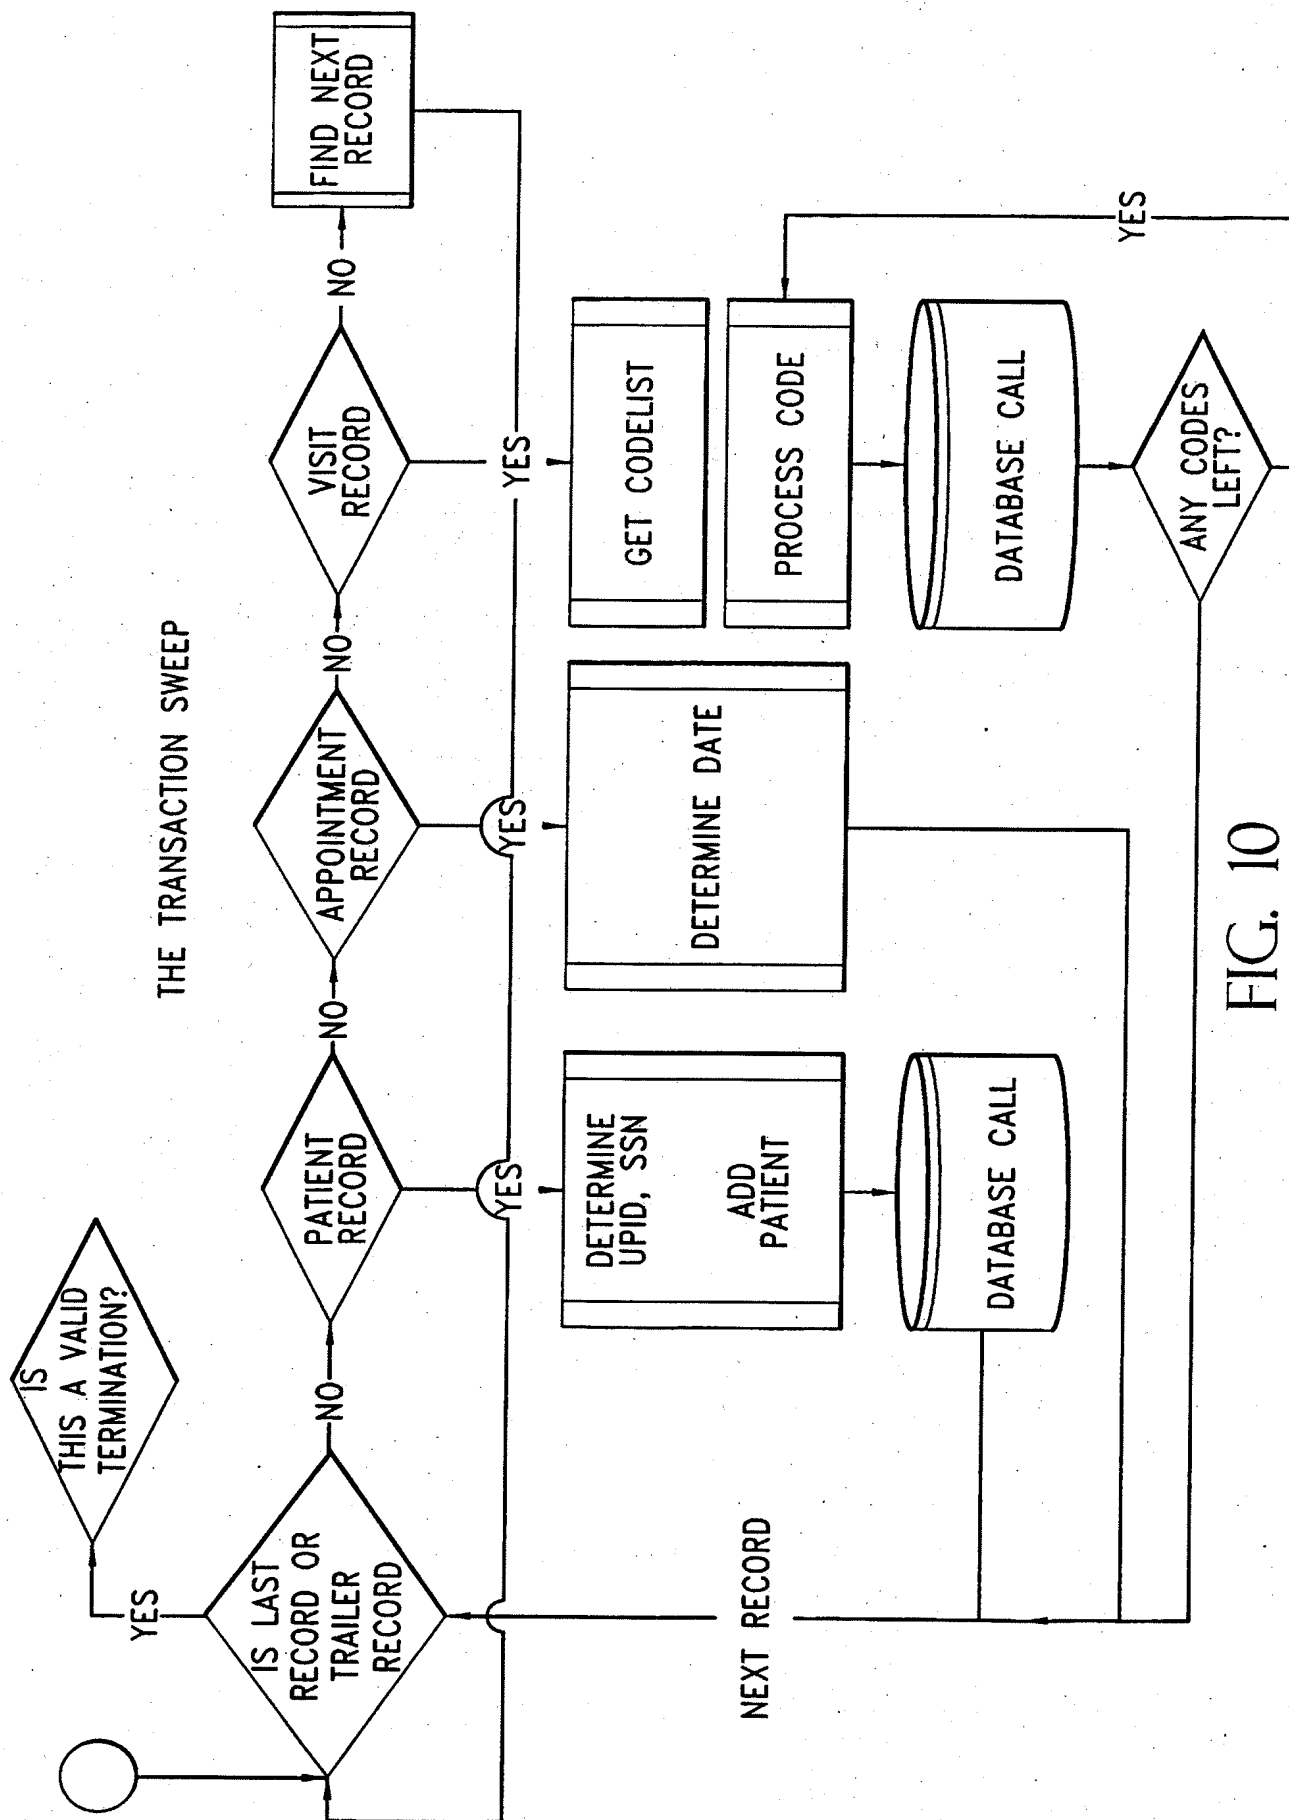 THE TRANSACTION SWEEP
IS
THIS A VALID
TERMINATION?
YES
IS LAST
RECORD OR
TRAILER
RECORD
NO
PATIENT
RECORD
NO
APPOINTMENT
RECORD
NO
VISIT
RECORD
NO
FIND NEXT
RECORD
YES
YES
YES
DETERMINE
UPID, SSN
ADD
PATIENT
DETERMINE DATE
GET CODELIST
PROCESS CODE
NEXT RECORD
DATABASE CALL
DATABASE CALL
YES
ANY CODES
LEFT?
FIG. 10